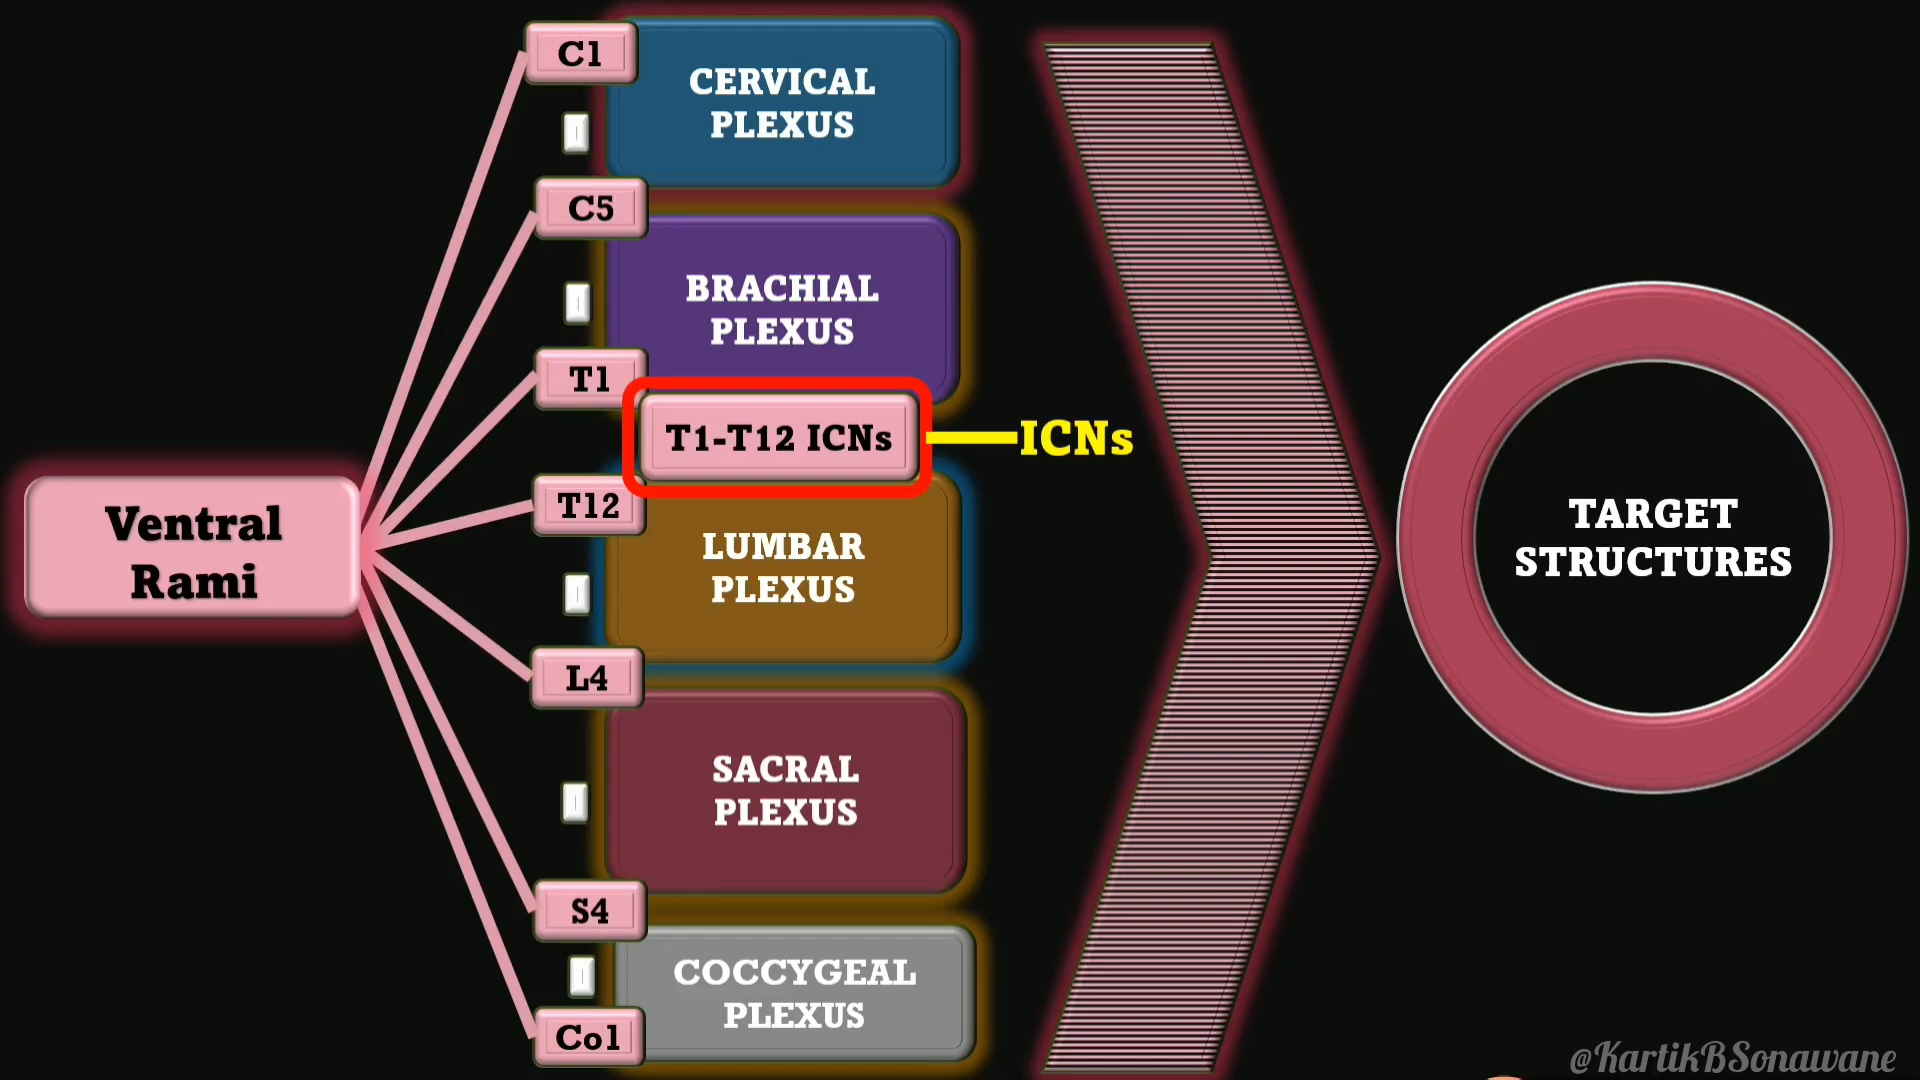 C1
CERVICAL
PLEXUS
C5
BRACHIAL
PLEXUS
T1
T1-T12 ICNs
ICNs
T12
LUMBAR
PLEXUS
Ventral
Rami
TARGET
STRUCTURES
L4
SACRAL
PLEXUS
S4
COCCYGEAL
PLEXUS
Co1
@KartikBSonawane